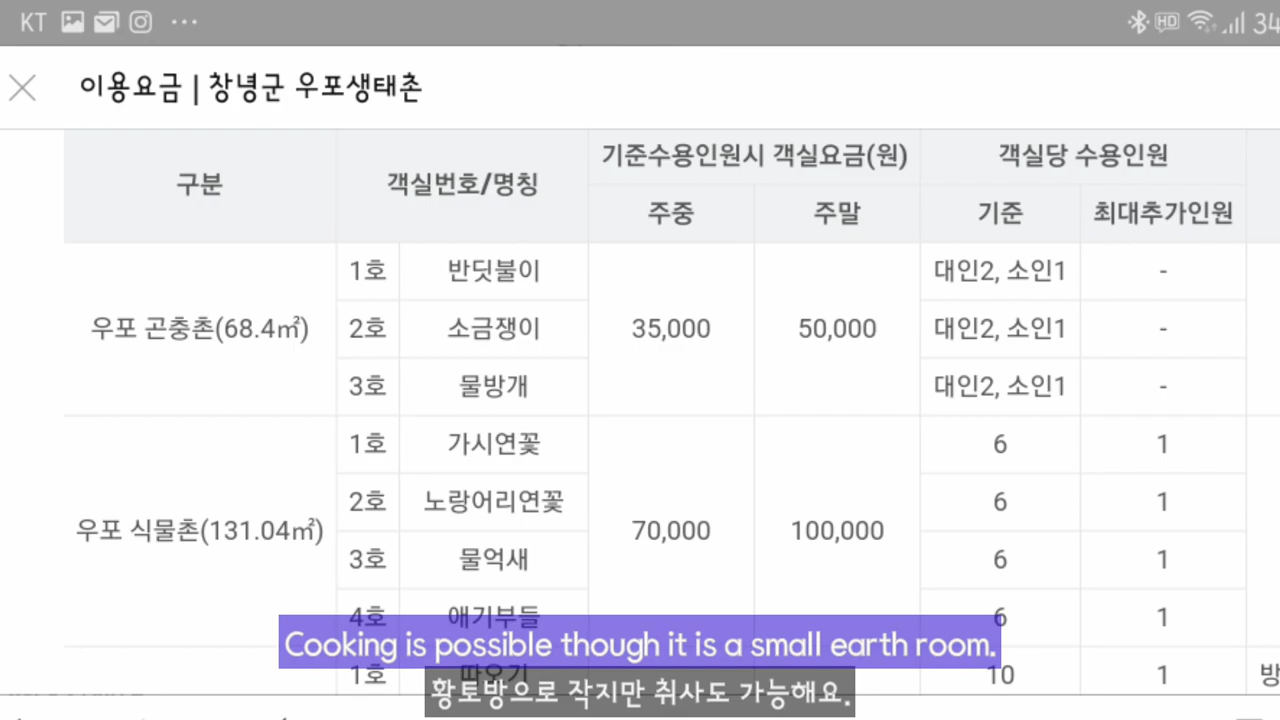 KT HD 34
이용요금 | 창녕군 우포생태촌
구분 객실번호/명칭 기준수용인원시 객실요금(원) 객실당 수용인원
주중 주말 기준 최대추가인원
우포 곤충촌(68.4㎡) 1호 반딧불이 35,000 50,000 대인2, 소인1 -
2호 소금쟁이 대인2, 소인1 -
3호 물방개 대인2, 소인1 -
우포 식물촌(131.04㎡) 1호 가시연꽃 70,000 100,000 6 1
2호 노랑어리연꽃 6 1
3호 물억새 6 1
4호 애기부들 6 1
Cooking is possible though it is a small earth room.
1호 따오기 10 1 방
황토방으로 작지만 취사도 가능해요.